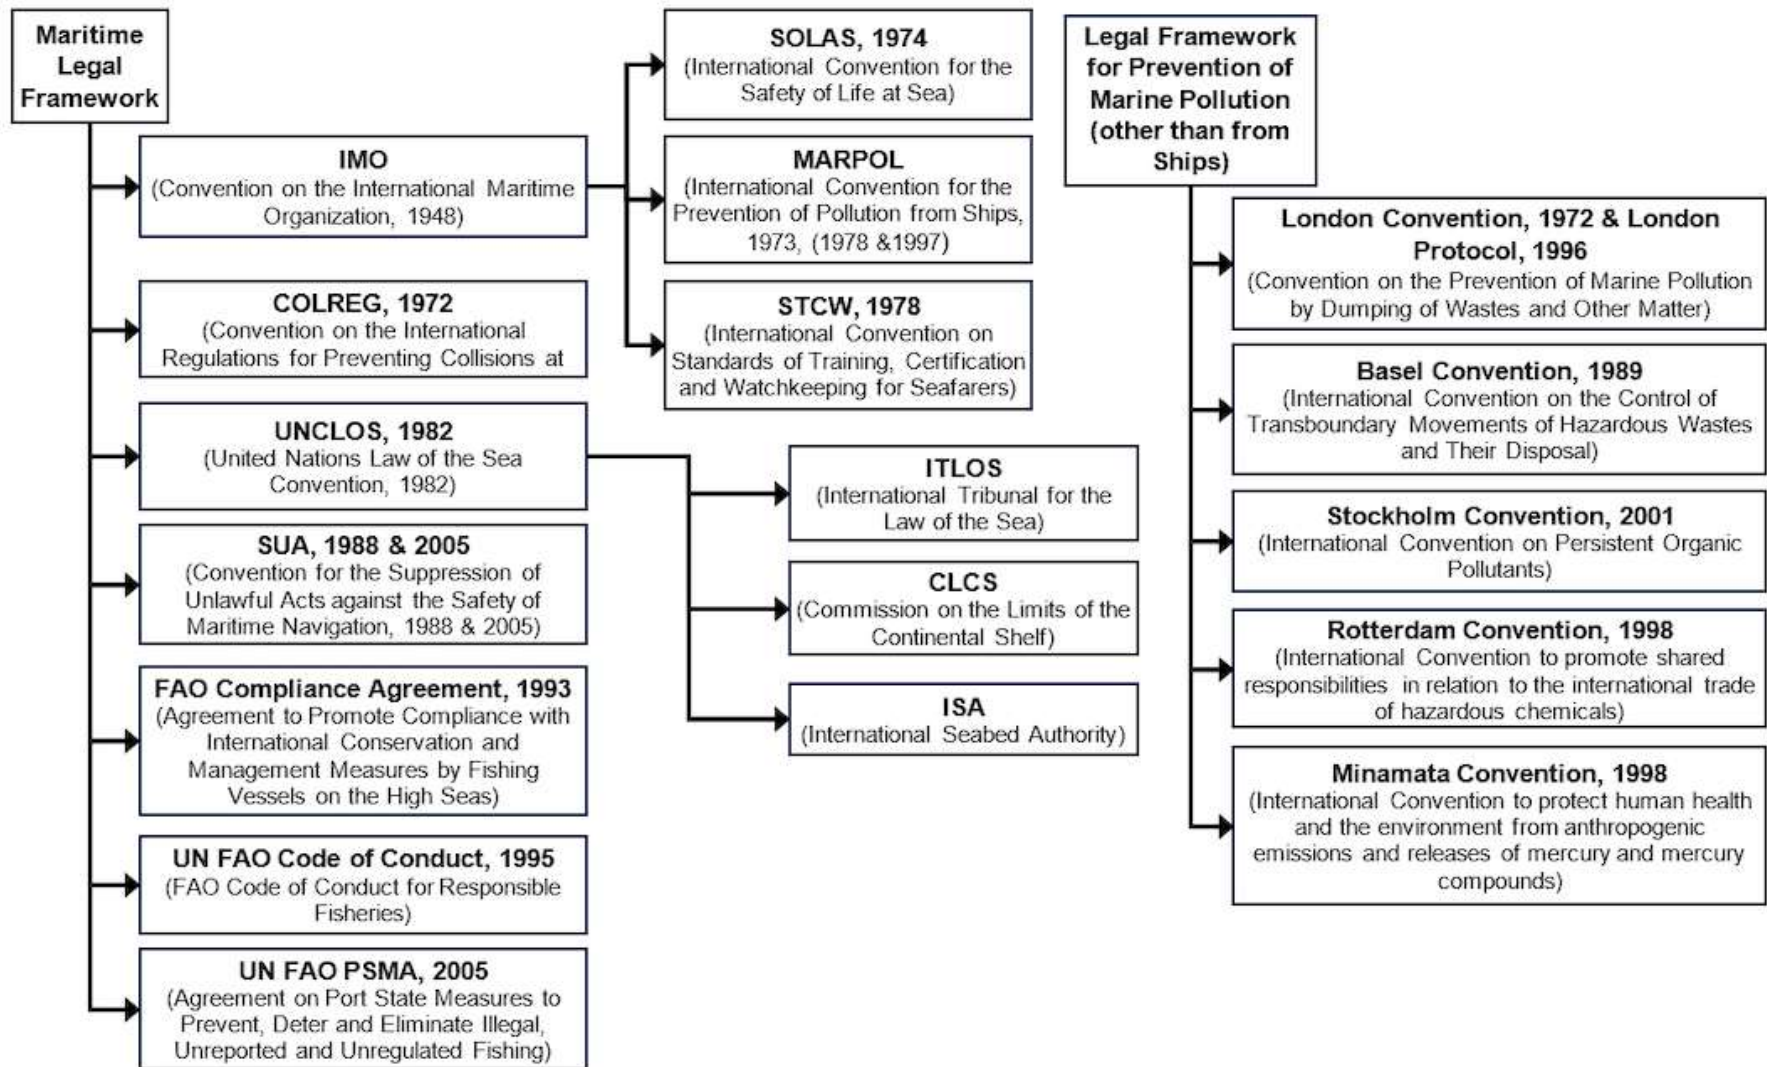 Maritime
Legal
Framework
IMO
(Convention on the International Maritime
Organization, 1948)
COLREG, 1972
(Convention on the International
Regulations for Preventing Collisions at
UNCLOS, 1982
(United Nations Law of the Sea
Convention, 1982)
SUA, 1988 & 2005
(Convention for the Suppression of
Unlawful Acts against the Safety of
Maritime Navigation, 1988 & 2005)
FAO Compliance Agreement, 1993
(Agreement to Promote Compliance with
International Conservation and
Management Measures by Fishing
Vessels on the High Seas)
UN FAO Code of Conduct, 1995
(FAO Code of Conduct for Responsible
Fisheries)
UN FAO PSMA, 2005
(Agreement on Port State Measures to
Prevent, Deter and Eliminate Illegal,
Unreported and Unregulated Fishing)
SOLAS, 1974
(International Convention for the
Safety of Life at Sea)
MARPOL
(International Convention for the
Prevention of Pollution from Ships,
1973, (1978 &1997)
STCW, 1978
(International Convention on
Standards of Training, Certification
and Watchkeeping for Seafarers)
ITLOS
(International Tribunal for the
Law of the Sea)
CLCS
(Commission on the Limits of the
Continental Shelf)
ISA
(International Seabed Authority)
Legal Framework
for Prevention of
Marine Pollution
(other than from
Ships)
London Convention, 1972 & London
Protocol, 1996
(Convention on the Prevention of Marine Pollution
by Dumping of Wastes and Other Matter)
Basel Convention, 1989
(International Convention on the Control of
Transboundary Movements of Hazardous Wastes
and Their Disposal)
Stockholm Convention, 2001
(International Convention on Persistent Organic
Pollutants)
Rotterdam Convention, 1998
(International Convention to promote shared
responsibilities in relation to the international trade
of hazardous chemicals)
Minamata Convention, 1998
(International Convention to protect human health
and the environment from anthropogenic
emissions and releases of mercury and mercury
compounds)